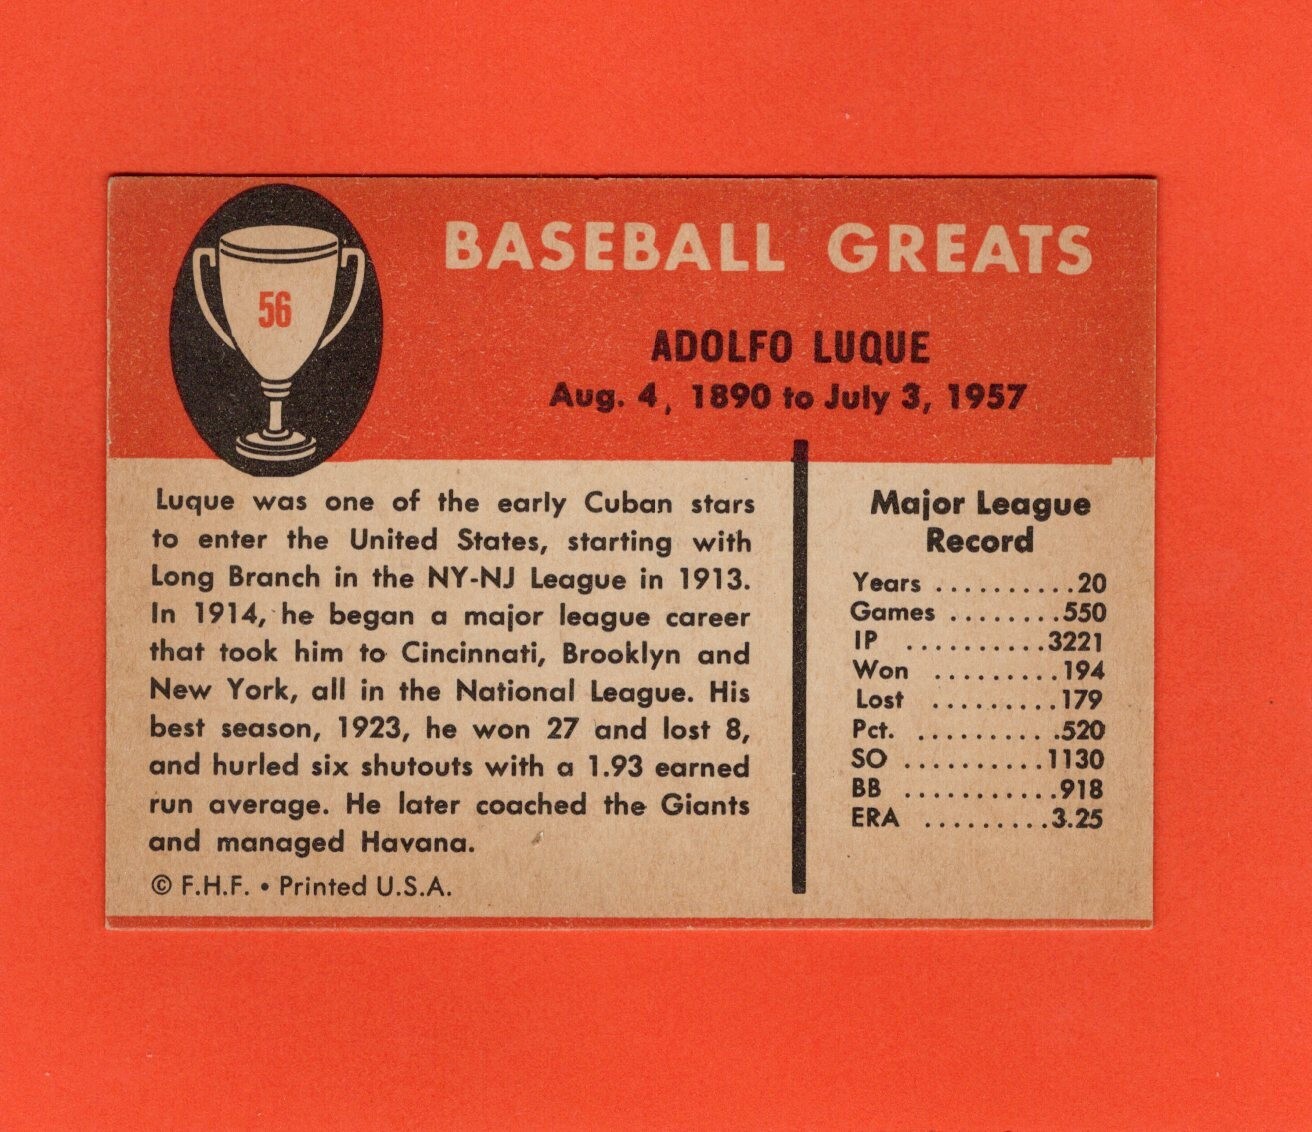 56
BASEBALL GREATS
ADOLFO LUQUE
Aug. 4, 1890 to July 3, 1957
Luque was one of the early Cuban stars
to enter the United States, starting with
Long Branch in the NY-NJ League in 1913.
In 1914, he began a major league career
that took him to Cincinnati, Brooklyn and
New York, all in the National League. His
best season, 1923, he won 27 and lost 8,
and hurled six shutouts with a 1.93 earned
run average. He later coached the Giants
and managed Havana.
© F.H.F. • Printed U.S.A.
Major League
Record
Years ..........20
Games ........550
IP ..........3221
Won .........194
Lost .........179
Pct. ..........520
SO ..........1130
BB ...........918
ERA .........3.25